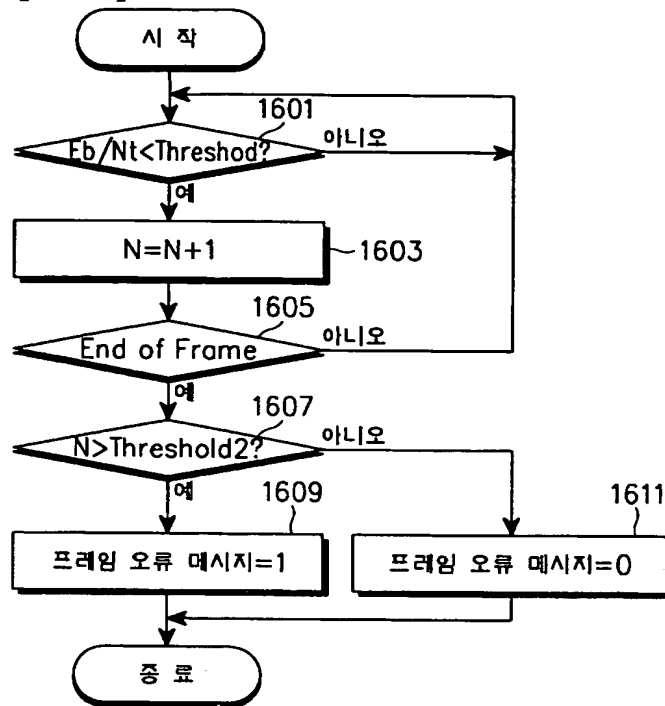 시 작
1601
Eb/Nt<Threshod?
아니오
예
N=N+1
1603
1605
End of Frame
아니오
예
1607
N>Threshold2?
아니오
예
1609
프레임 오류 메시지=1
1611
프레임 오류 메시지=0
종 료